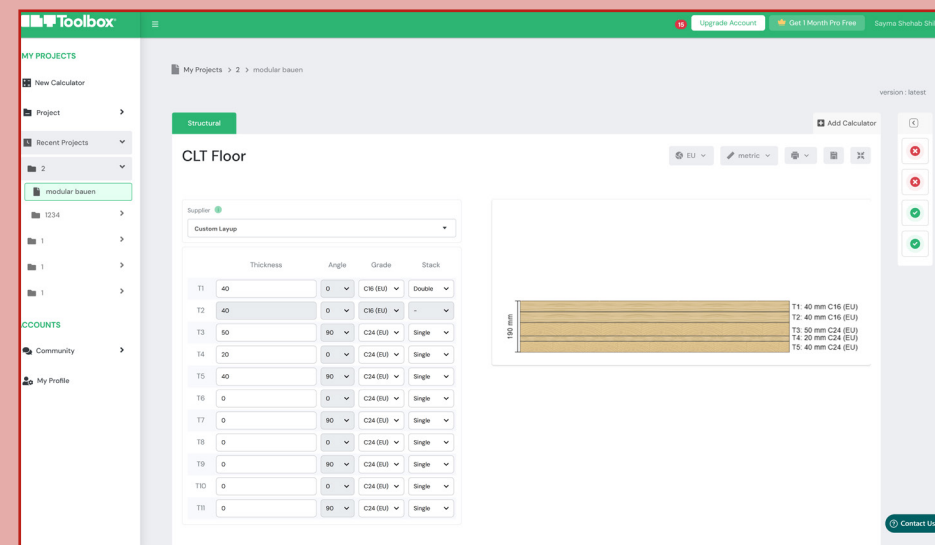 Toolbox
15
Upgrade Account
Get 1 Month Pro Free
Sayma Shehab Shi
MY PROJECTS
New Calculator
Project
Recent Projects
2
modular bauen
1234
1
1
1
CCOUNTS
Community
My Profile
My Projects > 2 > modular bauen
version : latest
Structural
Add Calculator
CLT Floor
EU
metric
Supplier
Custom Layup
Thickness Angle Grade Stack
T1 40 0 C16 (EU) Double
T2 40 0 C16 (EU) -
T3 50 90 C24 (EU) Single
T4 20 0 C24 (EU) Single
T5 40 90 C24 (EU) Single
T6 0 0 C24 (EU) Single
T7 0 90 C24 (EU) Single
T8 0 0 C24 (EU) Single
T9 0 90 C24 (EU) Single
T10 0 0 C24 (EU) Single
T11 0 90 C24 (EU) Single
190 mm
T1: 40 mm C16 (EU)
T2: 40 mm C16 (EU)
T3: 50 mm C24 (EU)
T4: 20 mm C24 (EU)
T5: 40 mm C24 (EU)
Contact Us